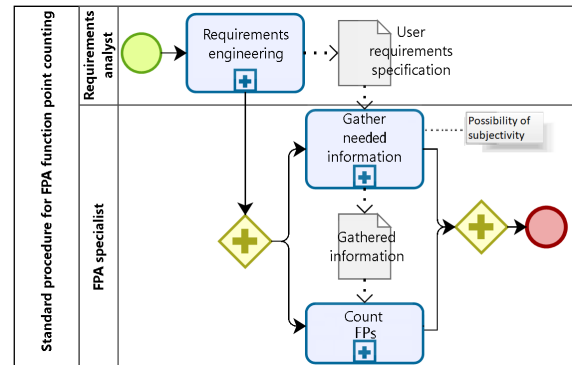 Standard procedure for FPA function point counting
Requirements
analyst
Requirements
engineering
User
requirements
specification
FPA specialist
Gather
needed
information
Possibility of
subjectivity
Gathered
information
Count
FPs